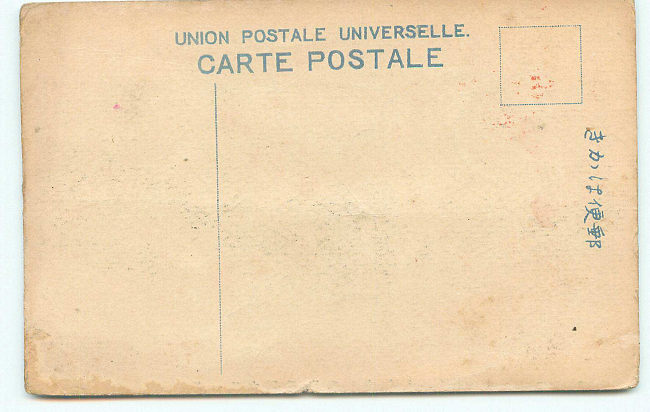 UNION POSTALE UNIVERSELLE.
CARTE POSTALE
郵便はかき